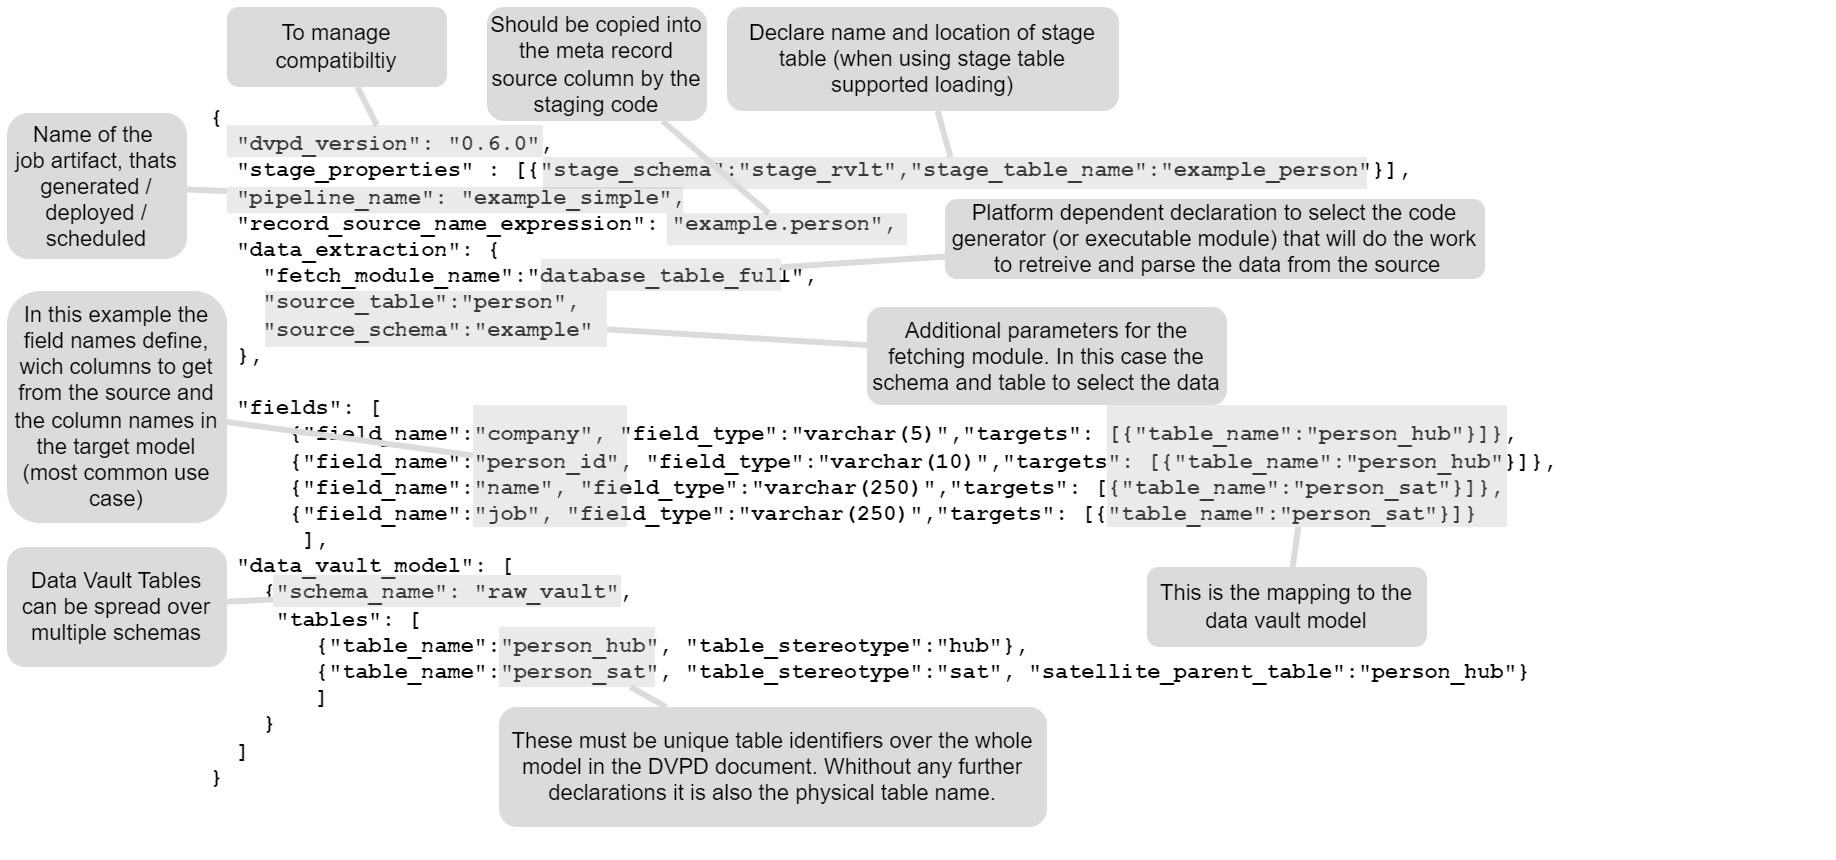 To manage
compatibiltiy
Should be copied into
the meta record
source column by the
staging code
Declare name and location of stage
table (when using stage table
supported loading)
Name of the
job artifact, thats
generated /
deployed /
scheduled
{
"dvpd_version": "0.6.0",
"stage_properties" : [{"stage_schema":"stage_rvlt","stage_table_name":"example_person"}],
"pipeline_name": "example_simple",
"record_source_name_expression": "example.person",
"data_extraction": {
"fetch_module_name":"database_table_full",
"source_table":"person",
"source_schema":"example"
},
Platform dependent declaration to select the code
generator (or executable module) that will do the work
to retreive and parse the data from the source
Additional parameters for the
fetching module. In this case the
schema and table to select the data
In this example the
field names define,
wich columns to get
from the source and
the column names in
the target model
(most common use
case)
"fields": [
{"field_name":"company", "field_type":"varchar(5)","targets": [{"table_name":"person_hub"}]},
{"field_name":"person_id", "field_type":"varchar(10)","targets": [{"table_name":"person_hub"}]},
{"field_name":"name", "field_type":"varchar(250)","targets": [{"table_name":"person_sat"}]},
{"field_name":"job", "field_type":"varchar(250)","targets": [{"table_name":"person_sat"}]}
],
"data_vault_model": [
{"schema_name": "raw_vault",
"tables": [
{"table_name":"person_hub", "table_stereotype":"hub"},
{"table_name":"person_sat", "table_stereotype":"sat", "satellite_parent_table":"person_hub"}
]
}
]
}
Data Vault Tables
can be spread over
multiple schemas
This is the mapping to the
data vault model
These must be unique table identifiers over the whole
model in the DVPD document. Whithout any further
declarations it is also the physical table name.